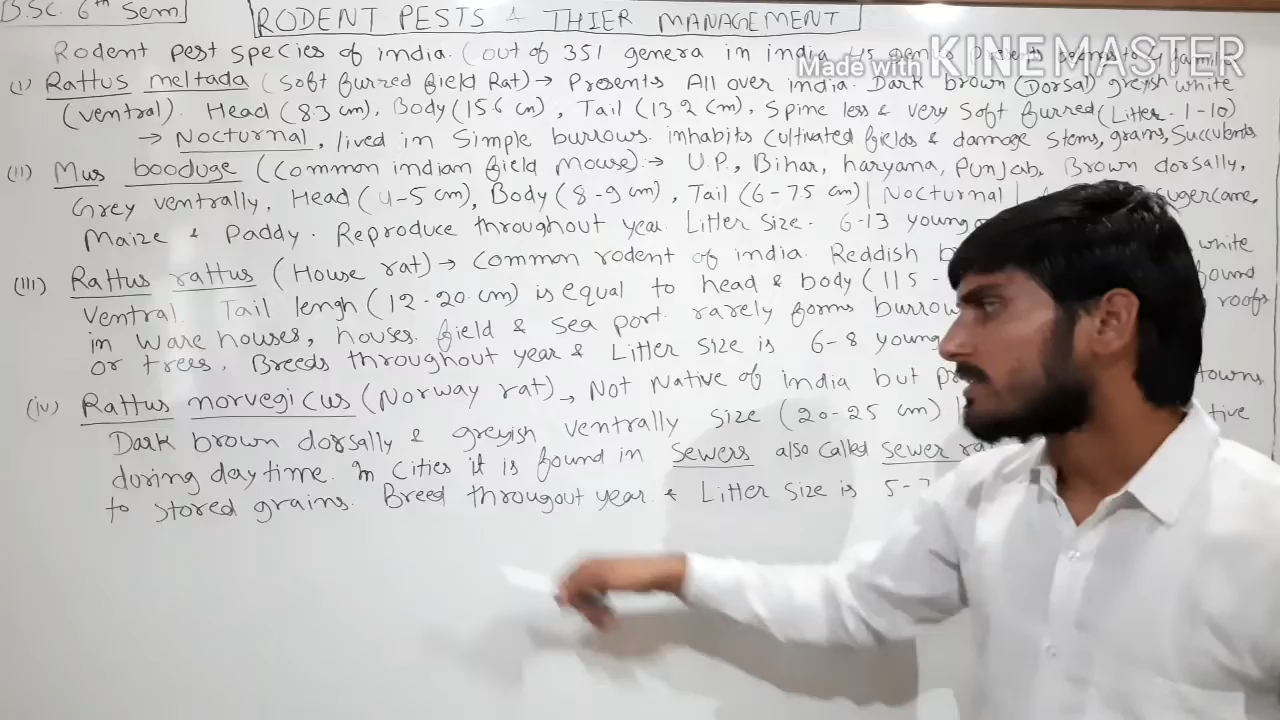 B.SC. 6th Sem
RODENT PESTS & THIER MANAGEMENT
Rodent pest species of india. (out of 351 genera in india
Made with KINEMASTER
(i) Rattus meltada (Soft furred field Rat) → Presents All over india. Dark brown (Dorsal) greyish white
(ventral). Head (8.3 cm), Body (15.6 cm), Tail (13.2 cm), Spine less & very soft furred (Litter. 1-10)
→ Nocturnal, lived in Simple burrows. inhabits cultivated fields & damage stems, grains, Succulents
(ii) Mus booduge (Common indian field Mouse) → U.P., Bihar, haryana, Punjab, Brown dorsally,
Grey ventrally, Head (4-5 cm), Body (8-9 cm), Tail (6-7.5 cm) | Nocturnal | sugercane,
Maize & Paddy. Reproduce throughout year. Litter size. 6-13 young
(iii) Rattus rattus (House rat) → Common rodent of india. Reddish white
ventral. Tail lengh (12-20 cm) is equal to head & body (115 - found
in ware houses, houses. field & Sea port. rarely forms burrow roofs
or trees, Breeds throughout year & Litter size is 6-8 young
(iv) Rattus norvegicus (Norway rat) → Not Native of india but towns
Dark brown dorsally & greyish ventrally size (20-25 cm) |
during daytime. In cities it is found in Sewers also called Sewer
to stored grains. Breed througout year & Litter size is 5-7